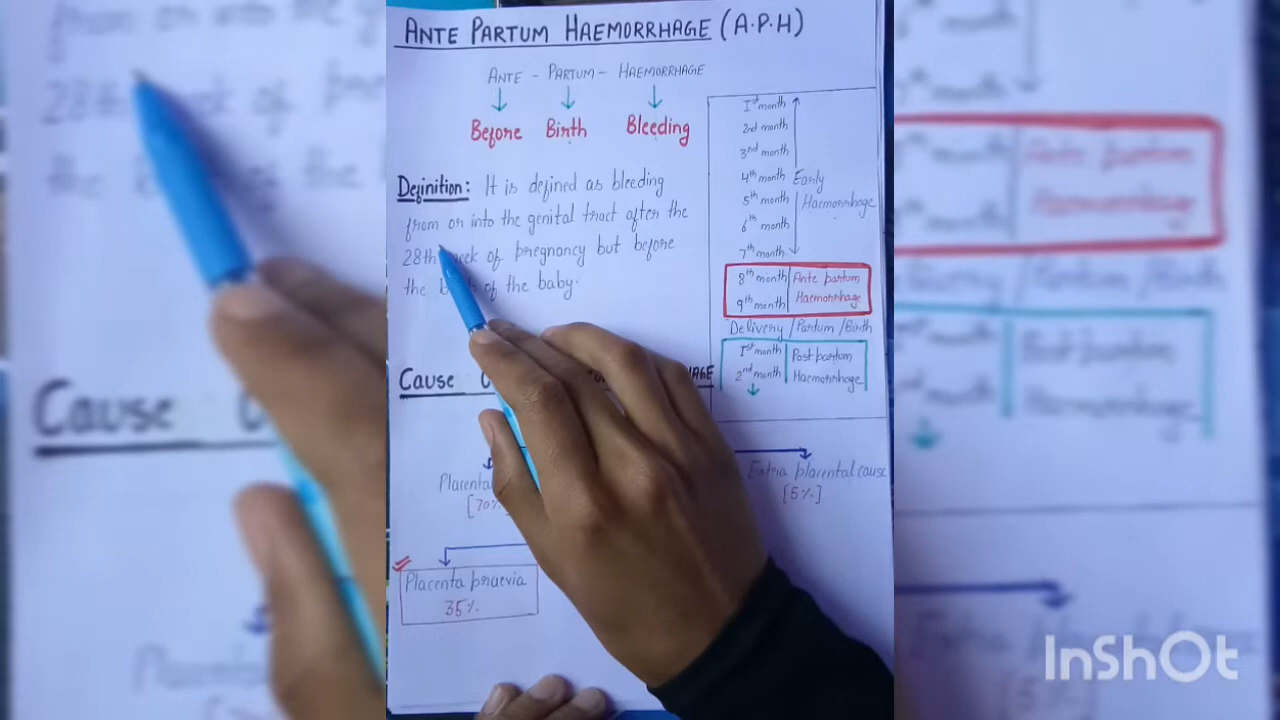 ANTE PARTUM HAEMORRHAGE (A.P.H)
ANTE - PARTUM - HAEMORRHAGE
Before Birth Bleeding
Definition: It is defined as bleeding
from or into the genital tract after the
28th week of pregnancy but before
the of the baby.
Ist month
2nd month
3rd month
4th month Early
5th month Haemorrhage
6th month
7th month
8th month Ante partum
9th month Haemorrhage
Delivery / Partum / Birth
Ist month Post partum
2nd month Haemorrhage
Cause
Extra placental cause
[70%] [5%]
Placenta praevia
35%
InShOt